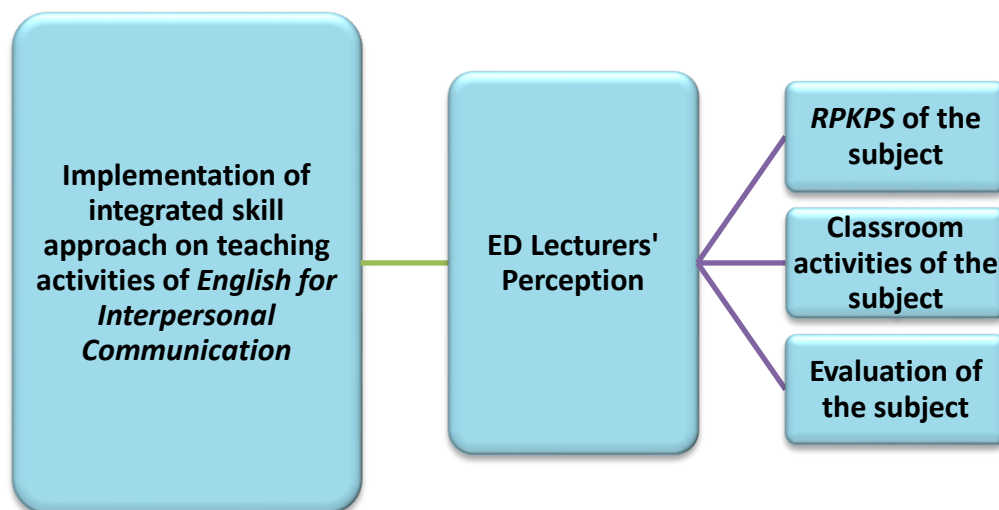 Implementation of
integrated skill
approach on teaching
activities of English for
Interpersonal
Communication
ED Lecturers'
Perception
RPKPS of the
subject
Classroom
activities of the
subject
Evaluation of
the subject